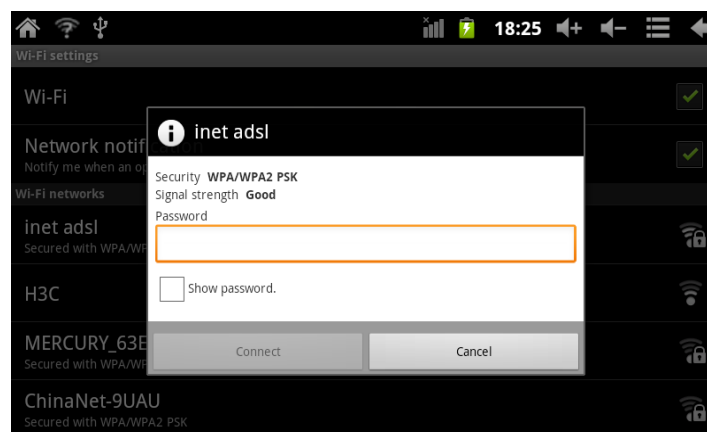 18:25
Wi-Fi settings
Wi-Fi
Network notif
Notify me when an op
Wi-Fi networks
inet adsl
Secured with WPA/WP
H3C
MERCURY_63E
Secured with WPA/WP
ChinaNet-9UAU
Secured with WPA/WPA2 PSK
inet adsl
Security WPA/WPA2 PSK
Signal strength Good
Password
Show password.
Connect
Cancel